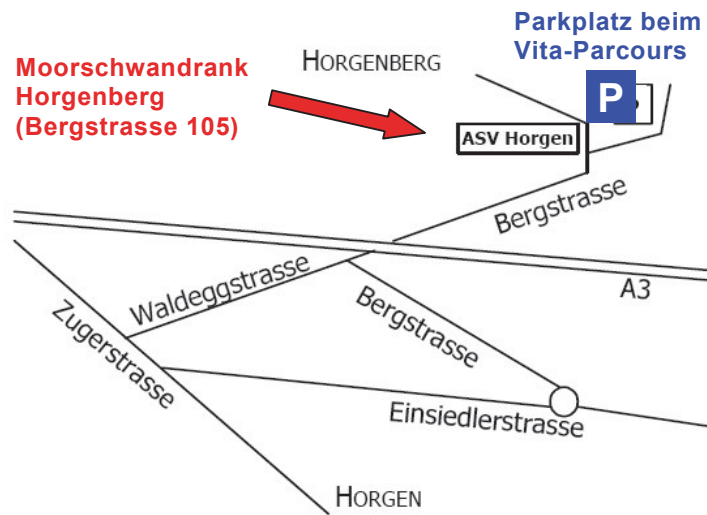 Parkplatz beim
Vita-Parcours
Moorschwandrank
Horgenberg
(Bergstrasse 105)
HORGENBERG
P
ASV Horgen
Bergstrasse
A3
Waldeggstrasse
Bergstrasse
Zugerstrasse
Einsiedlerstrasse
HORGEN